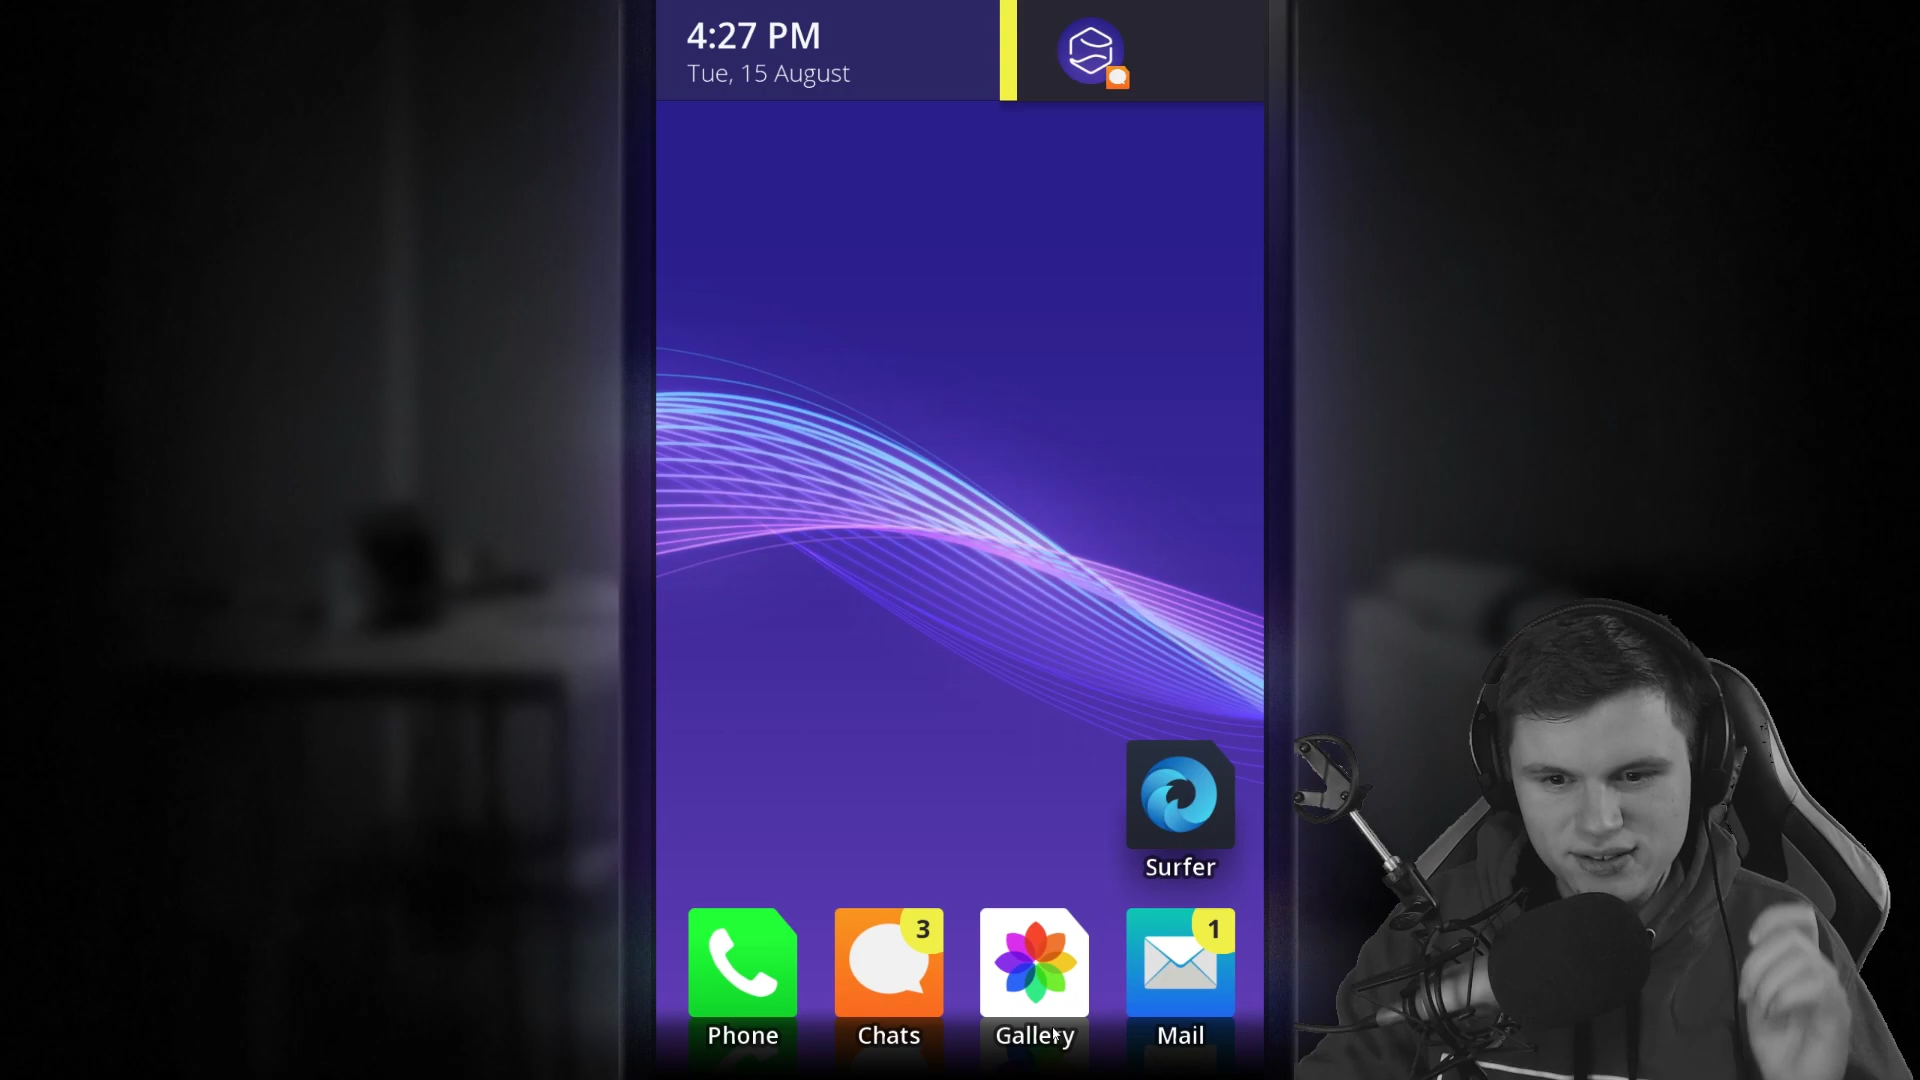 4:27 PM
Tue, 15 August
Surfer
3
1
Phone
Chats
Gallery
Mail